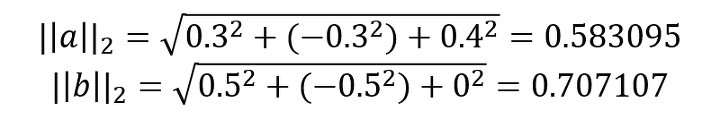 ||a||₂ = √0.3² + (−0.3²) + 0.4² = 0.583095
||b||₂ = √0.5² + (−0.5²) + 0² = 0.707107